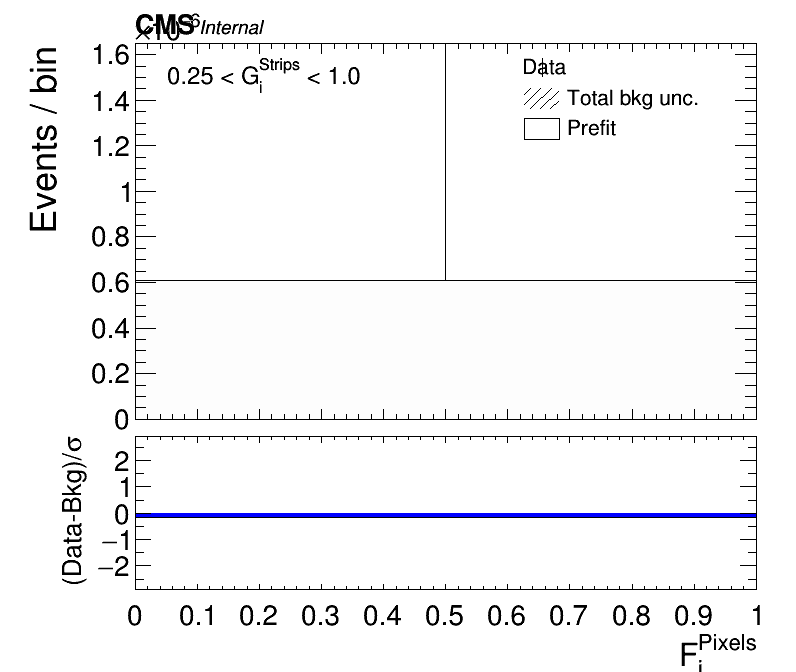 CMS Internal
×10⁻⁶
Events / bin
1.6
1.4
1.2
1
0.8
0.6
0.4
0.2
0
0.25 < G_i^Strips < 1.0
Data
Total bkg unc.
Prefit
(Data-Bkg)/σ
2
1
0
−1
−2
0 0.1 0.2 0.3 0.4 0.5 0.6 0.7 0.8 0.9 1
F_i^Pixels